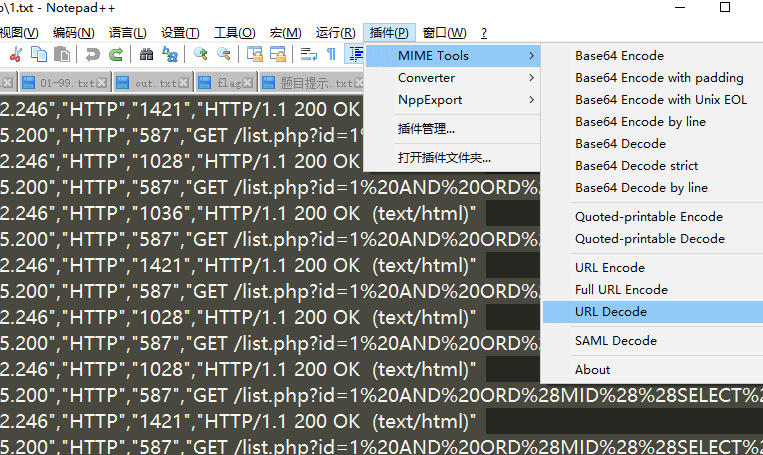 b\1.txt - Notepad++
视图(V) 编码(N) 语言(L) 设置(T) 工具(O) 宏(M) 运行(R) 插件(P) 窗口(W) ?
01-99.txt out.txt flag 题目提示.txt
MIME Tools
Converter
NppExport
插件管理...
打开插件文件夹...
Base64 Encode
Base64 Encode with padding
Base64 Encode with Unix EOL
Base64 Encode by line
Base64 Decode
Base64 Decode strict
Base64 Decode by line
Quoted-printable Encode
Quoted-printable Decode
URL Encode
Full URL Encode
URL Decode
SAML Decode
About
2.246","HTTP","1421","HTTP/1.1 200 OK
5.200","HTTP","587","GET /list.php?id=1%
2.246","HTTP","1028","HTTP/1.1 200 OK
5.200","HTTP","587","GET /list.php?id=1%20AND%20ORD%2
2.246","HTTP","1036","HTTP/1.1 200 OK (text/html)"
5.200","HTTP","587","GET /list.php?id=1%20AND%20ORD%2
2.246","HTTP","1421","HTTP/1.1 200 OK (text/html)"
5.200","HTTP","587","GET /list.php?id=1%20AND%20ORD%2
2.246","HTTP","1028","HTTP/1.1 200 OK (text/html)"
5.200","HTTP","587","GET /list.php?id=1%20AND%20ORD%2
2.246","HTTP","1028","HTTP/1.1 200 OK (text/html)"
5.200","HTTP","587","GET /list.php?id=1%20AND%20ORD%28MID%28%28SELECT%2
2.246","HTTP","1421","HTTP/1.1 200 OK (text/html)"
5.200","HTTP","587","GET /list.php?id=1%20AND%20ORD%28MID%28%28SELECT%2